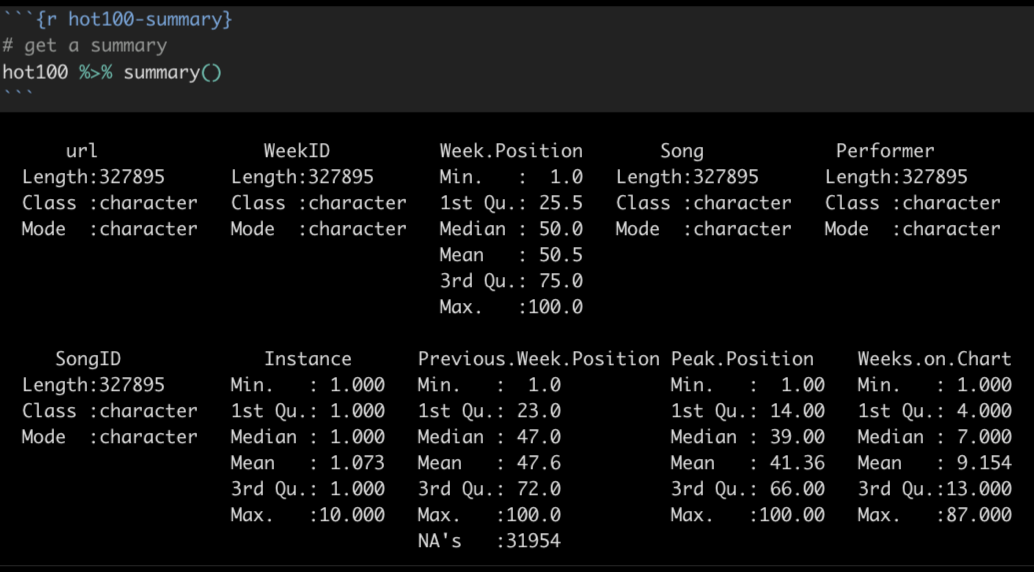 ```{r hot100-summary}
# get a summary
hot100 %>% summary()
```
     url                WeekID          Week.Position       Song            Performer
 Length:327895      Length:327895      Min.   :  1.0   Length:327895      Length:327895
 Class :character   Class :character   1st Qu.: 25.5   Class :character   Class :character
 Mode  :character   Mode  :character   Median : 50.0   Mode  :character   Mode  :character
                                       Mean   : 50.5
                                       3rd Qu.: 75.0
                                       Max.   :100.0
    SongID             Instance      Previous.Week.Position Peak.Position    Weeks.on.Chart
 Length:327895      Min.   : 1.000   Min.   :  1.0          Min.   :  1.00   Min.   : 1.000
 Class :character   1st Qu.: 1.000   1st Qu.: 23.0          1st Qu.: 14.00   1st Qu.: 4.000
 Mode  :character   Median : 1.000   Median : 47.0          Median : 39.00   Median : 7.000
                    Mean   : 1.073   Mean   : 47.6          Mean   : 41.36   Mean   : 9.154
                    3rd Qu.: 1.000   3rd Qu.: 72.0          3rd Qu.: 66.00   3rd Qu.:13.000
                    Max.   :10.000   Max.   :100.0          Max.   :100.00   Max.   :87.000
                                     NA's   :31954